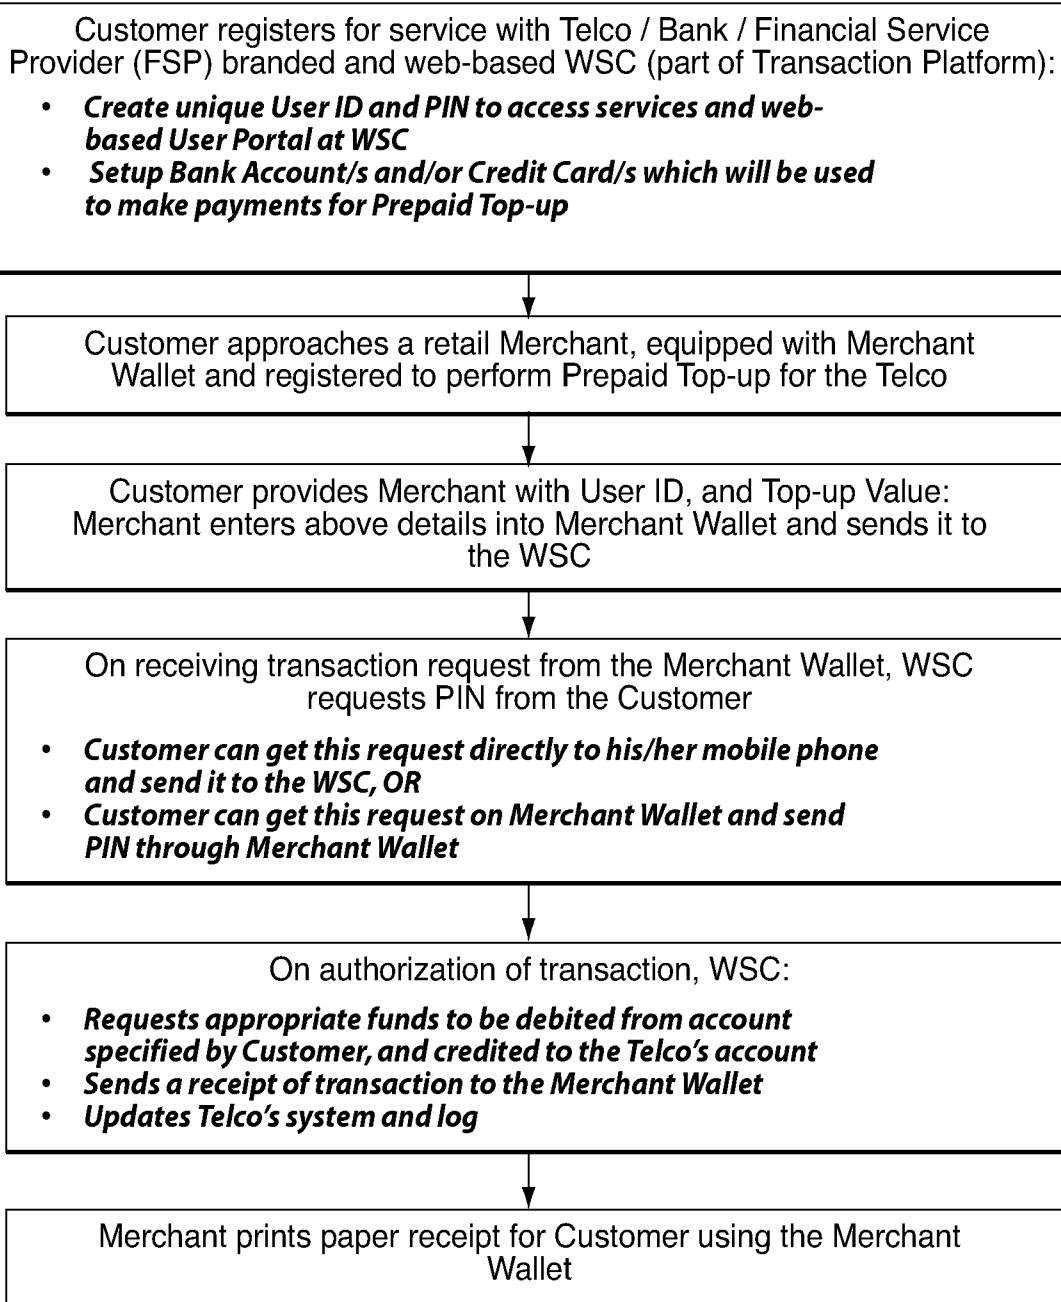 Customer registers for service with Telco / Bank / Financial Service
Provider (FSP) branded and web-based WSC (part of Transaction Platform):
• Create unique User ID and PIN to access services and web-
based User Portal at WSC
• Setup Bank Account/s and/or Credit Card/s which will be used
to make payments for Prepaid Top-up
Customer approaches a retail Merchant, equipped with Merchant
Wallet and registered to perform Prepaid Top-up for the Telco
Customer provides Merchant with User ID, and Top-up Value:
Merchant enters above details into Merchant Wallet and sends it to
the WSC
On receiving transaction request from the Merchant Wallet, WSC
requests PIN from the Customer
• Customer can get this request directly to his/her mobile phone
and send it to the WSC, OR
• Customer can get this request on Merchant Wallet and send
PIN through Merchant Wallet
On authorization of transaction, WSC:
• Requests appropriate funds to be debited from account
specified by Customer, and credited to the Telco's account
• Sends a receipt of transaction to the Merchant Wallet
• Updates Telco's system and log
Merchant prints paper receipt for Customer using the Merchant
Wallet